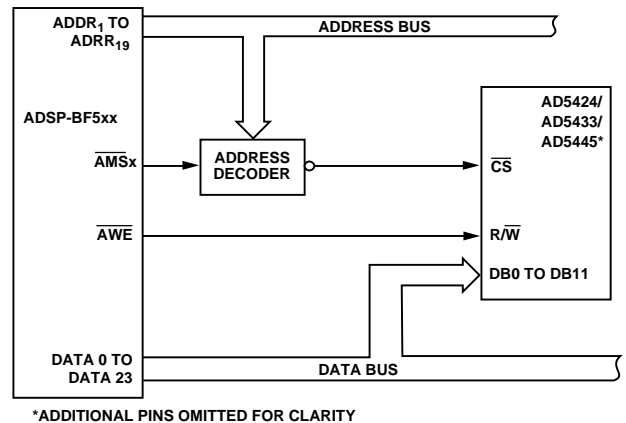 ADDR1 TO
ADRR19
ADDRESS BUS
ADSP-BF5xx
AD5424/
AD5433/
AD5445*
AMSx
ADDRESS
DECODER
CS
AWE
R/W
DB0 TO DB11
DATA 0 TO
DATA 23
DATA BUS
*ADDITIONAL PINS OMITTED FOR CLARITY